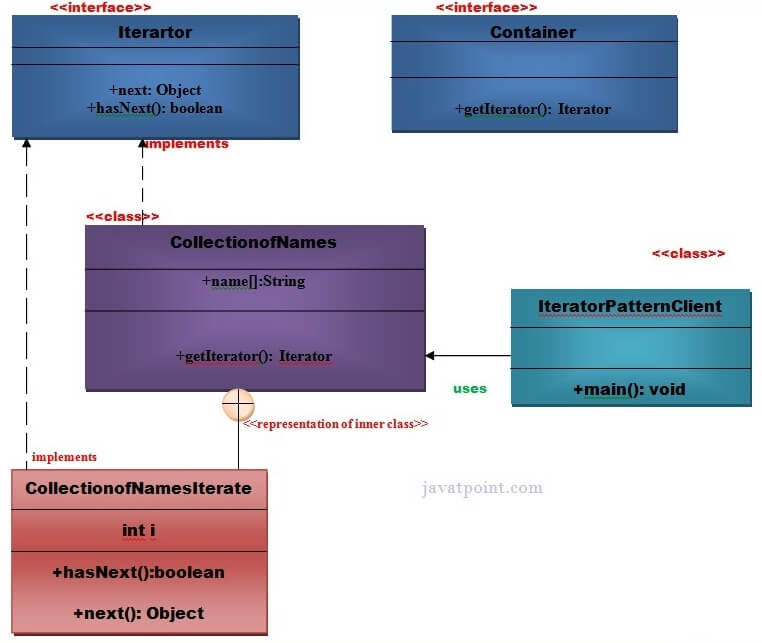 <<interface>>
Iterartor
+next: Object
+hasNext(): boolean
<<interface>>
Container
+getIterator(): Iterator
implements
<<class>>
CollectionofNames
+name[]:String
+getIterator(): Iterator
<<class>>
IteratorPatternClient
+main(): void
uses
<<representation of inner class>>
implements
CollectionofNamesIterate
int i
+hasNext():boolean
+next(): Object
javatpoint.com